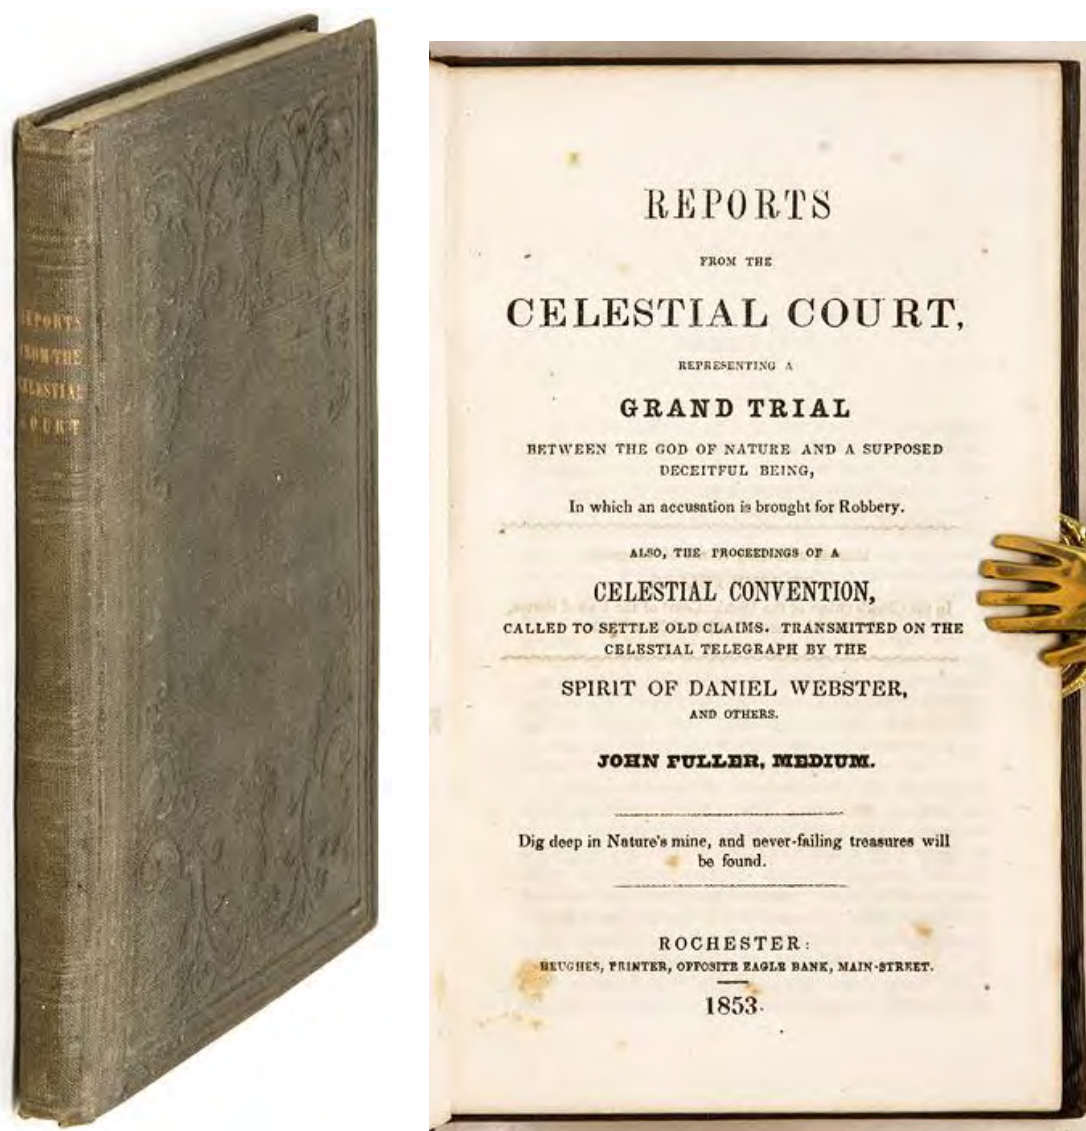 REPORTS
FROM THE
CELESTIAL
COURT
REPORTS
FROM THE
CELESTIAL COURT,
REPRESENTING A
GRAND TRIAL
BETWEEN THE GOD OF NATURE AND A SUPPOSED
DECEITFUL BEING,
In which an accusation is brought for Robbery.
ALSO, THE PROCEEDINGS OF A
CELESTIAL CONVENTION,
CALLED TO SETTLE OLD CLAIMS. TRANSMITTED ON THE
CELESTIAL TELEGRAPH BY THE
SPIRIT OF DANIEL WEBSTER,
AND OTHERS.
JOHN FULLER, MEDIUM.
Dig deep in Nature's mine, and never-failing treasures will
be found.
ROCHESTER:
HEUGHES, PRINTER, OPPOSITE EAGLE BANK, MAIN-STREET.
1853.